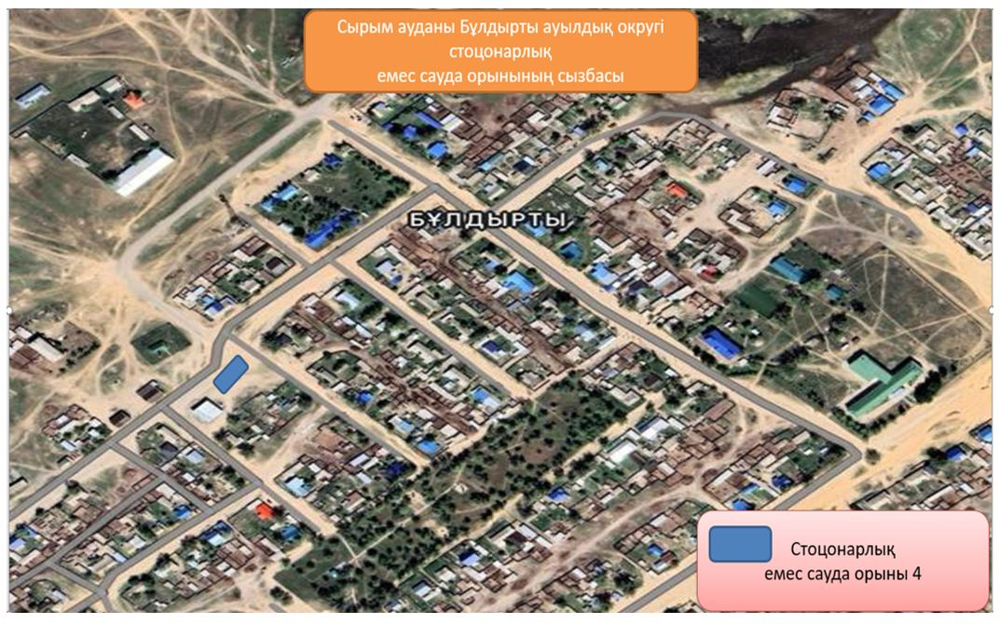 Сырым ауданы Бұлдырты ауылдық округі
стоцонарлық
емес сауда орынының сызбасы
БҰЛДЫРТЫ
Стоцонарлық
емес сауда орыны 4